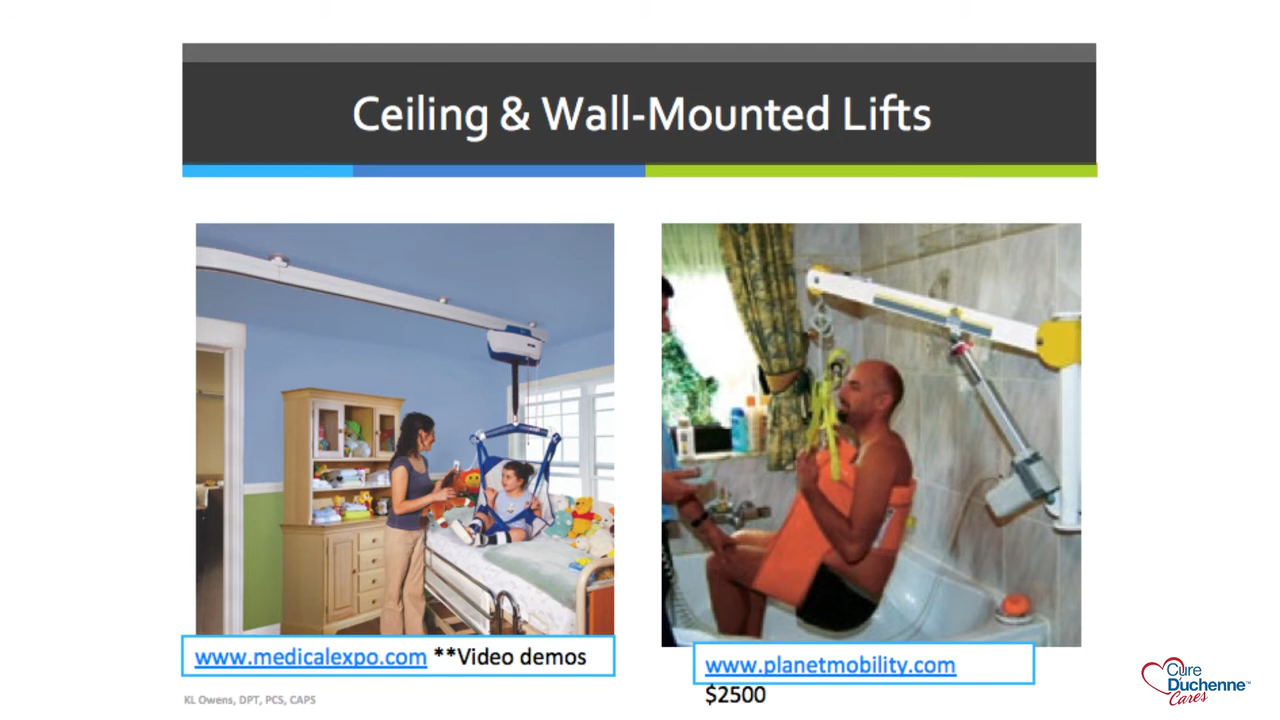 Ceiling & Wall-Mounted Lifts
www.medicalexpo.com **Video demos
www.planetmobility.com
$2500
KL Owens, DPT, PCS, CAPS
Cure
Duchenne™
Cares